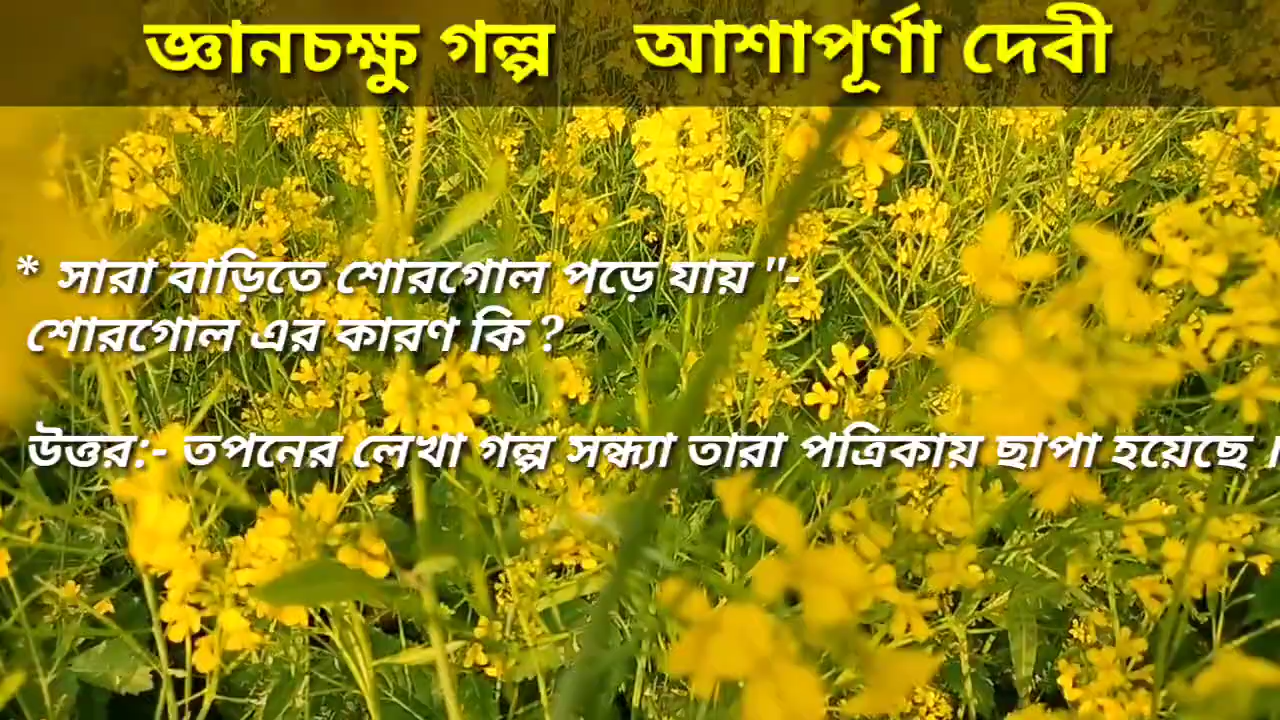 জ্ঞানচক্ষু গল্প আশাপূর্ণা দেবী
* সারা বাড়িতে শোরগোল পড়ে যায় "-
শোরগোল এর কারণ কি ?
উত্তর:- তপনের লেখা গল্প সন্ধ্যা তারা পত্রিকায় ছাপা হয়েছে ।